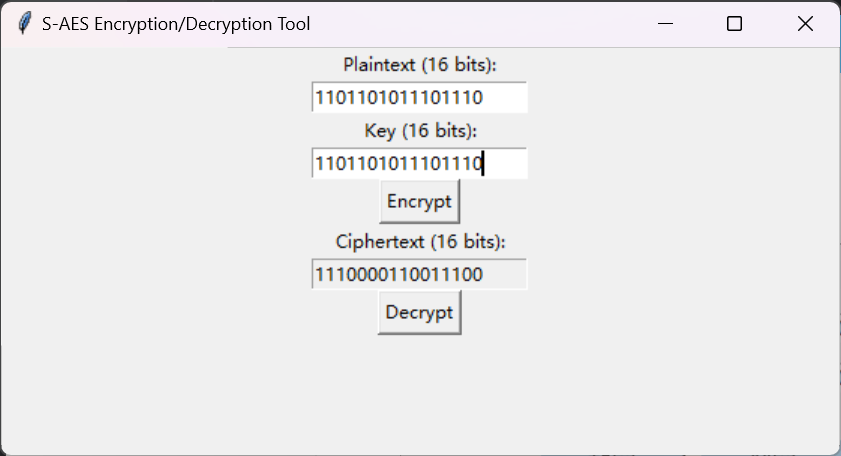 S-AES Encryption/Decryption Tool
Plaintext (16 bits):
1101101011101110
Key (16 bits):
1101101011101110
Encrypt
Ciphertext (16 bits):
1110000110011100
Decrypt